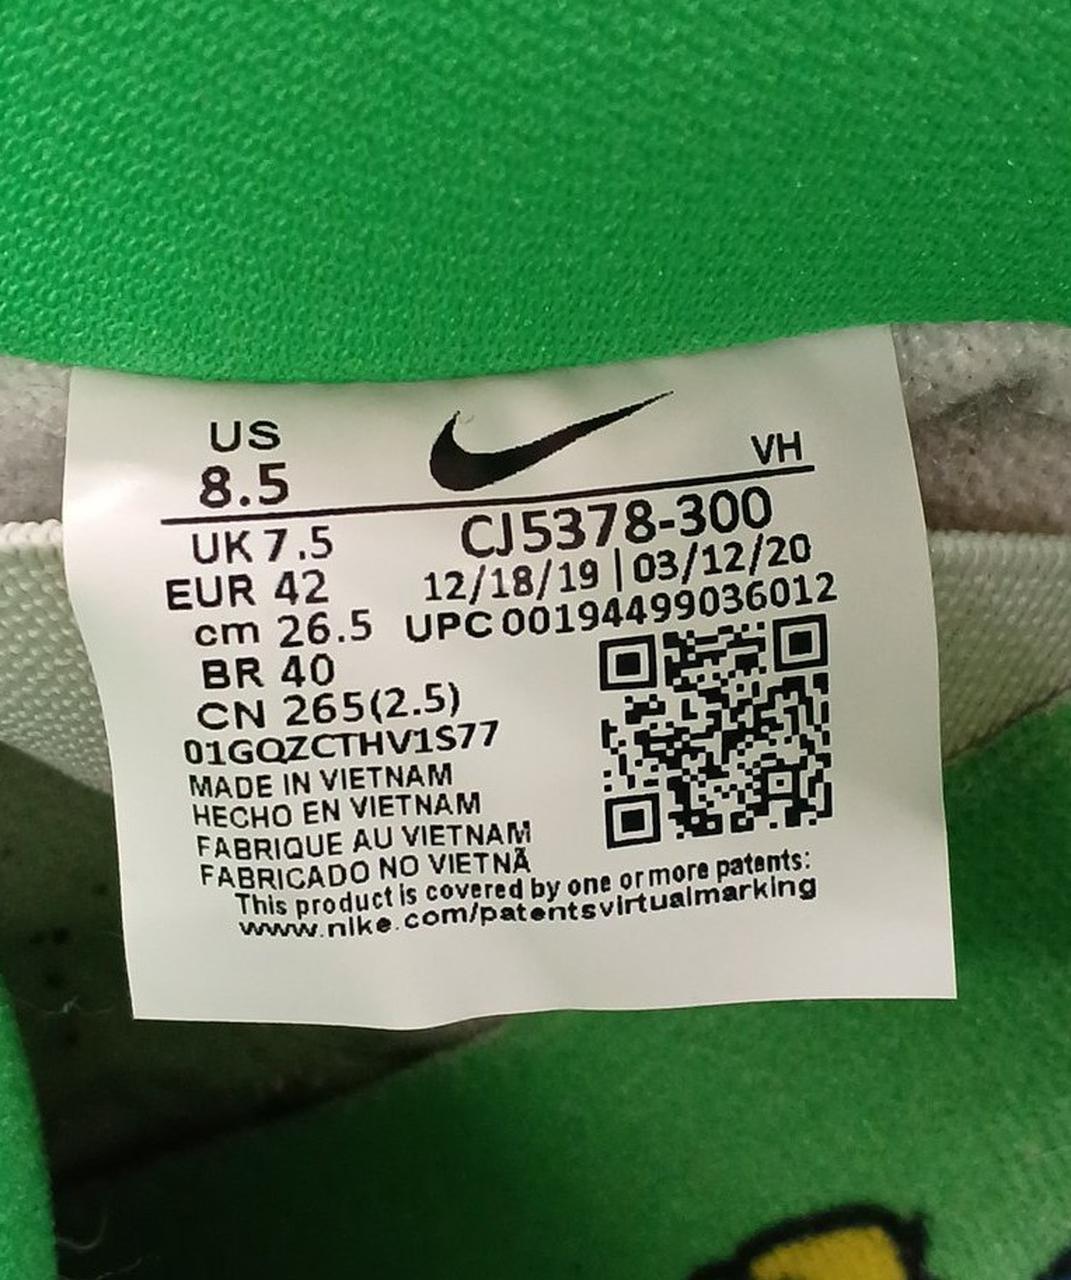 US
8.5
VH
UK 7.5
CJ5378-300
EUR 42
12/18/19 | 03/12/20
cm 26.5
UPC 00194499036012
BR 40
CN 265(2.5)
01GQZCTHV1S77
MADE IN VIETNAM
HECHO EN VIETNAM
FABRIQUE AU VIETNAM
FABRICADO NO VIETNÃ
This product is covered by one or more patents:
www.nike.com/patentsvirtualmarking